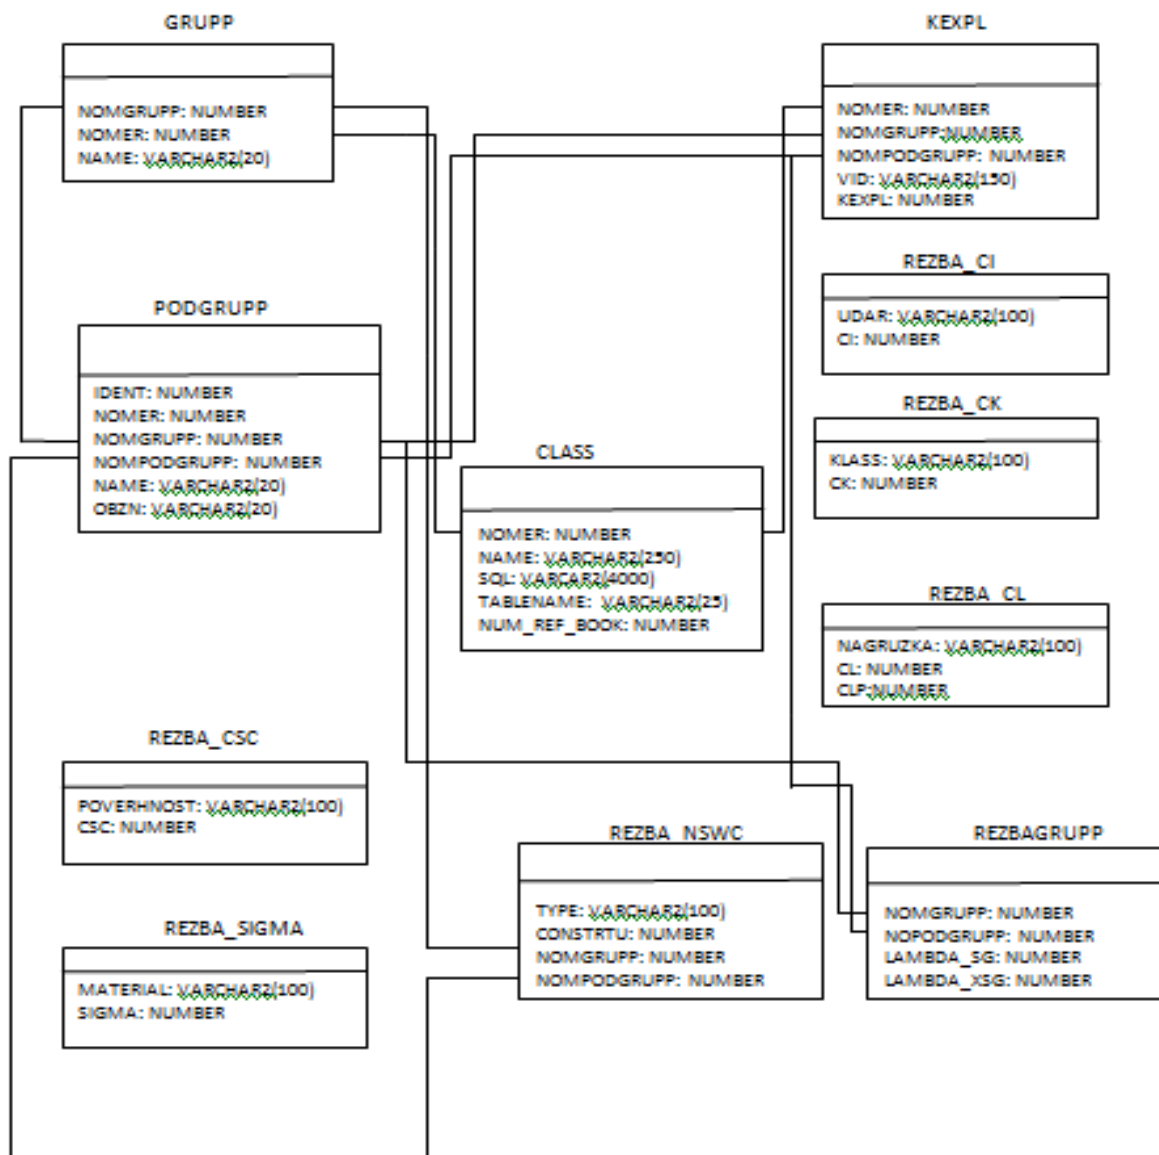 GRUPP
NOMGRUPP: NUMBER
NOMER: NUMBER
NAME: VARCHAR2(20)
KEXPL
NOMER: NUMBER
NOMGRUPP:NUMBER
NOMPODGRUPP: NUMBER
VID: VARCHAR2(150)
KEXPL: NUMBER
REZBA_CI
UDAR: VARCHAR2(100)
CI: NUMBER
PODGRUPP
IDENT: NUMBER
NOMER: NUMBER
NOMGRUPP: NUMBER
NOMPODGRUPP: NUMBER
NAME: VARCHAR2(20)
OBZN: VARCHAR2(20)
REZBA_CK
KLASS: VARCHAR2(100)
CK: NUMBER
CLASS
NOMER: NUMBER
NAME: VARCHAR2(250)
SQL: VARCAR2(4000)
TABLENAME: VARCHAR2(25)
NUM_REF_BOOK: NUMBER
REZBA_CL
NAGRUZKA: VARCHAR2(100)
CL: NUMBER
CLP:NUMBER
REZBA_CSC
POVERHNOST: VARCHAR2(100)
CSC: NUMBER
REZBA_NSWC
TYPE: VARCHAR2(100)
CONSTRTU: NUMBER
NOMGRUPP: NUMBER
NOMPODGRUPP: NUMBER
REZBAGRUPP
NOMGRUPP: NUMBER
NOPODGRUPP: NUMBER
LAMBDA_SG: NUMBER
LAMBDA_XSG: NUMBER
REZBA_SIGMA
MATERIAL: VARCHAR2(100)
SIGMA: NUMBER